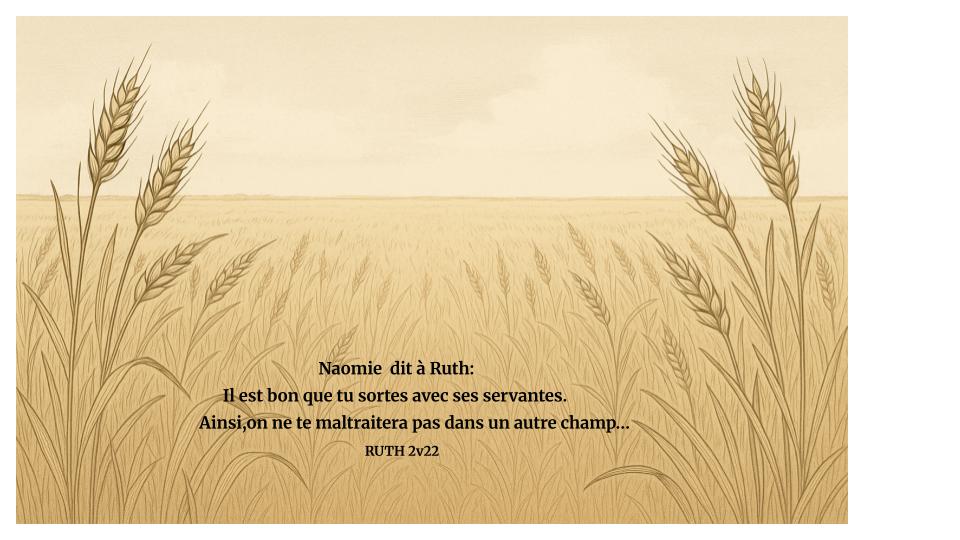 Naomie  dit à Ruth:
Il est bon que tu sortes avec ses servantes.
Ainsi,on ne te maltraitera pas dans un autre champ...
RUTH 2v22